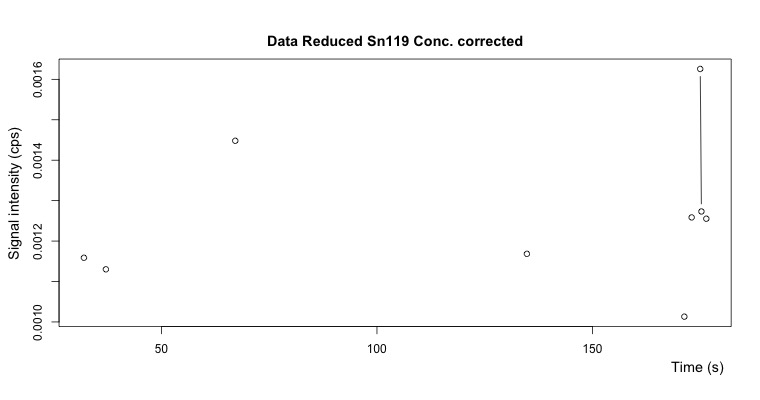 Data Reduced Sn119 Conc. corrected
Signal intensity (cps)
0.0016
0.0014
0.0012
0.0010
50
100
150
Time (s)